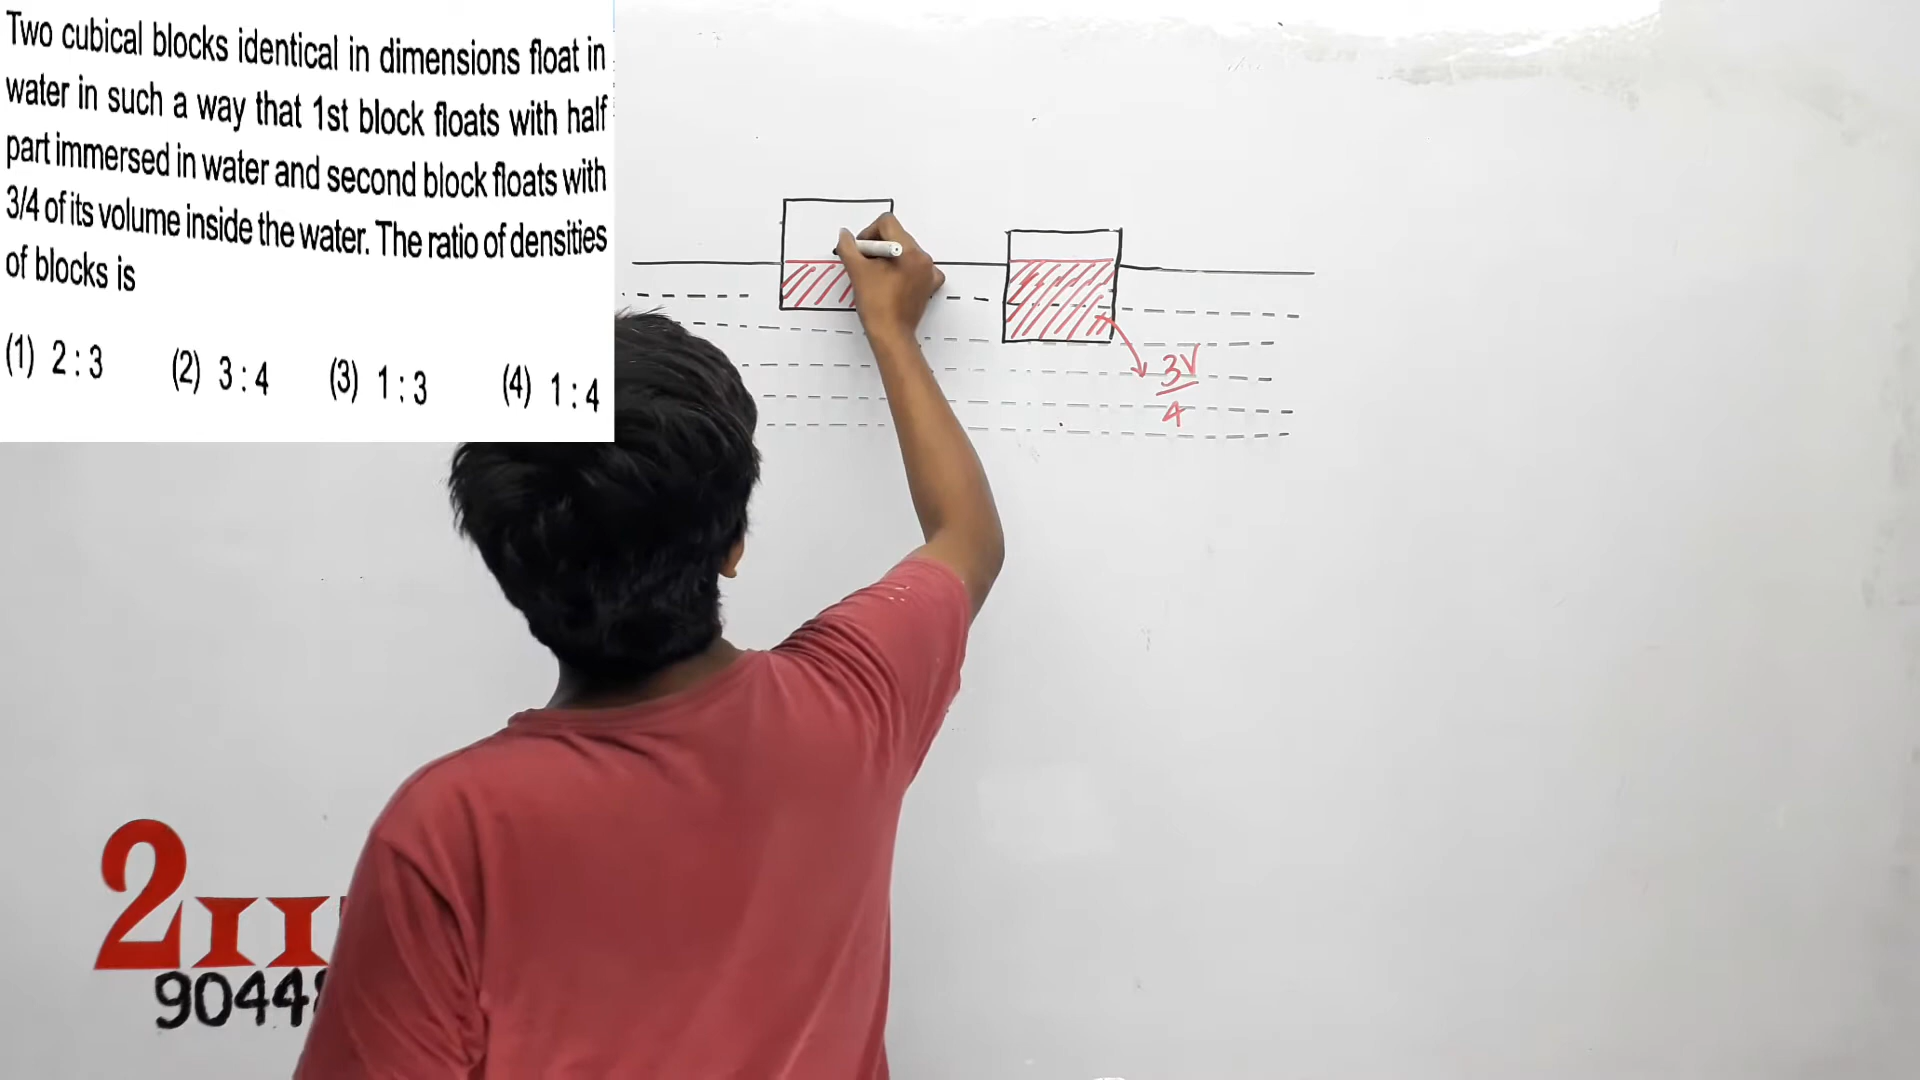 Two cubical blocks identical in dimensions float in
water in such a way that 1st block floats with half
part immersed in water and second block floats with
3/4 of its volume inside the water. The ratio of densities
of blocks is
(1) 2 : 3 (2) 3 : 4 (3) 1 : 3 (4) 1 : 4
3V
4
2
9044